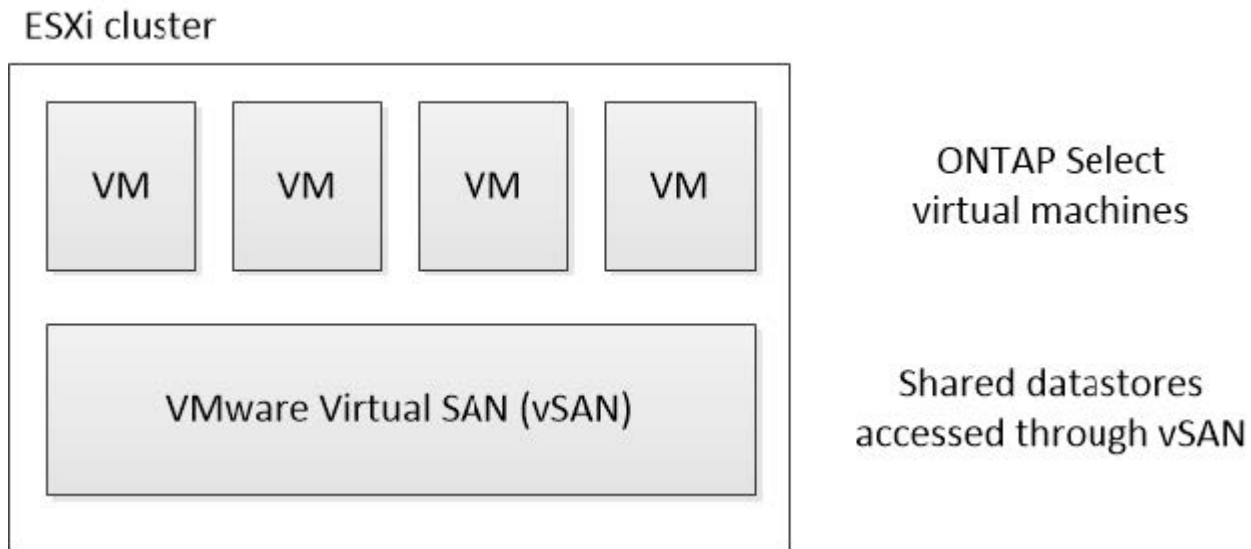 ESXi cluster
VM VM VM VM
ONTAP Select
virtual machines
VMware Virtual SAN (vSAN)
Shared datastores
accessed through vSAN